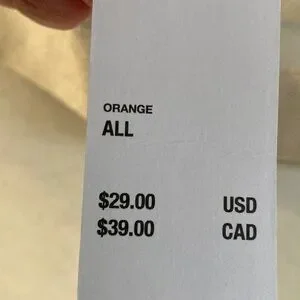 ORANGE
ALL
$29.00 USD
$39.00 CAD